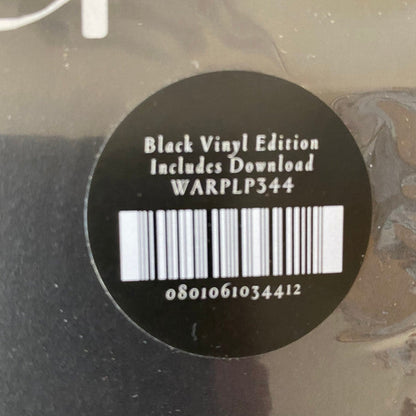 Black Vinyl Edition
Includes Download
WARPLP344
0801061034412